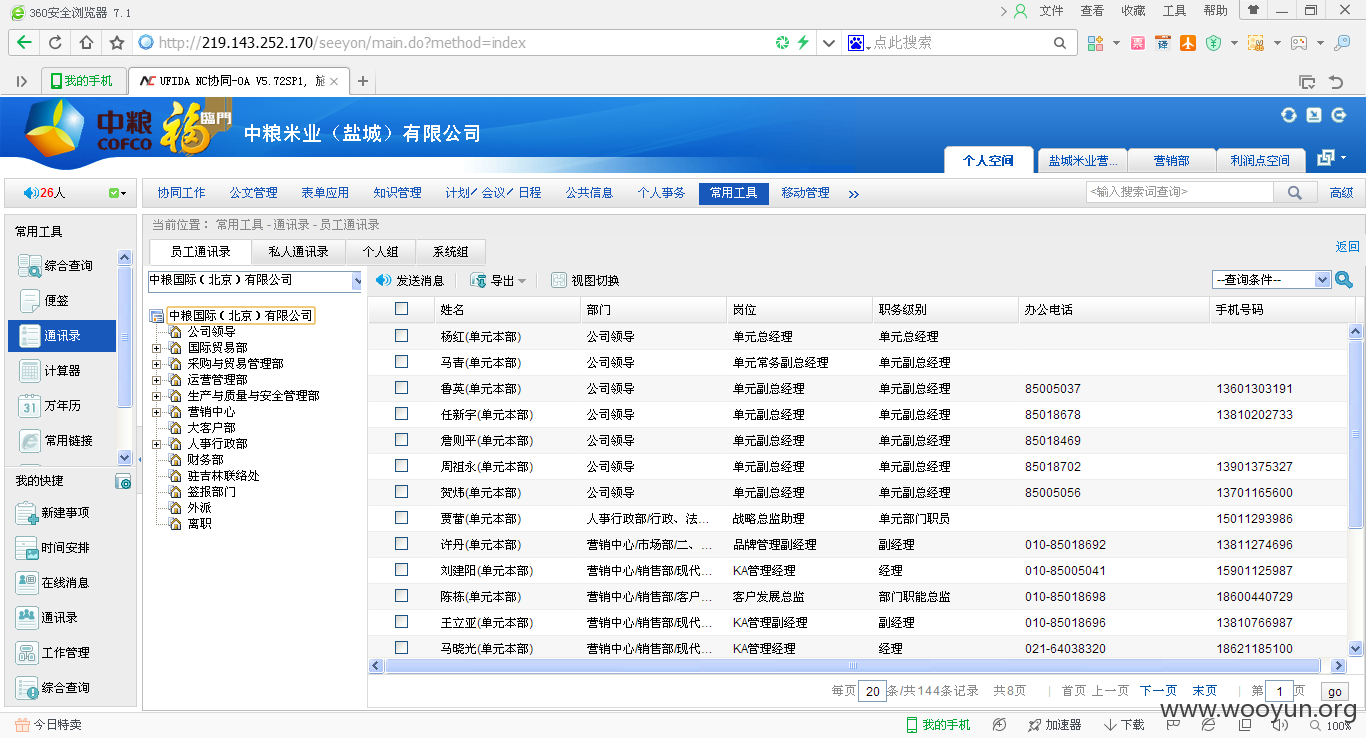 360安全浏览器 7.1 文件 查看 收藏 工具 帮助
http://219.143.252.170/seeyon/main.do?method=index 点此搜索
我的手机 UFIDA NC协同-OA V5.72SP1, 施
中粮 COFCO 福 臨門 中粮米业（盐城）有限公司
个人空间 盐城米业营... 营销部 利润点空间
26人 协同工作 公文管理 表单应用 知识管理 计划/会议/日程 公共信息 个人事务 常用工具 移动管理 » <输入搜索词查询> 高级
常用工具 当前位置： 常用工具 - 通讯录 - 员工通讯录
返回
员工通讯录 私人通讯录 个人组 系统组
综合查询
便签
通讯录
计算器
31 万年历
常用链接
我的快捷
新建事项
时间安排
在线消息
通讯录
工作管理
综合查询
中粮国际（北京）有限公司
中粮国际（北京）有限公司
公司领导
国际贸易部
采购与贸易管理部
运营管理部
生产与质量与安全管理部
营销中心
大客户部
人事行政部
财务部
驻吉林联络处
签报部门
外派
离职
发送消息 导出 视图切换 --查询条件--
姓名 部门 岗位 职务级别 办公电话 手机号码
杨红(单元本部) 公司领导 单元总经理 单元总经理
马青(单元本部) 公司领导 单元常务副总经理 单元副总经理
鲁英(单元本部) 公司领导 单元副总经理 单元副总经理 85005037 13601303191
任新宇(单元本部) 公司领导 单元副总经理 单元副总经理 85018678 13810202733
詹则平(单元本部) 公司领导 单元副总经理 单元副总经理 85018469
周祖永(单元本部) 公司领导 单元副总经理 单元副总经理 85018702 13901375327
贺炜(单元本部) 公司领导 单元副总经理 单元副总经理 85005056 13701165600
贾蕾(单元本部) 人事行政部/行政、法... 战略总监助理 单元部门职员 15011293986
许丹(单元本部) 营销中心/市场部/二、... 品牌管理副经理 副经理 010-85018692 13811274696
刘建阳(单元本部) 营销中心/销售部/现代... KA管理经理 经理 010-85005041 15901125987
陈栋(单元本部) 营销中心/销售部/客户... 客户发展总监 部门职能总监 010-85018698 18600440729
王立亚(单元本部) 营销中心/销售部/现代... KA管理副经理 副经理 010-85018696 13810766987
马晓光(单元本部) 营销中心/销售部/现代... KA管理经理 经理 021-64038320 18621185100
每页 20 条/共144条记录 共8页 | 首页 上一页 下一页 末页 | 第 1 页 go
www.wooyun.org
今日特卖 我的手机 加速器 下载 100%